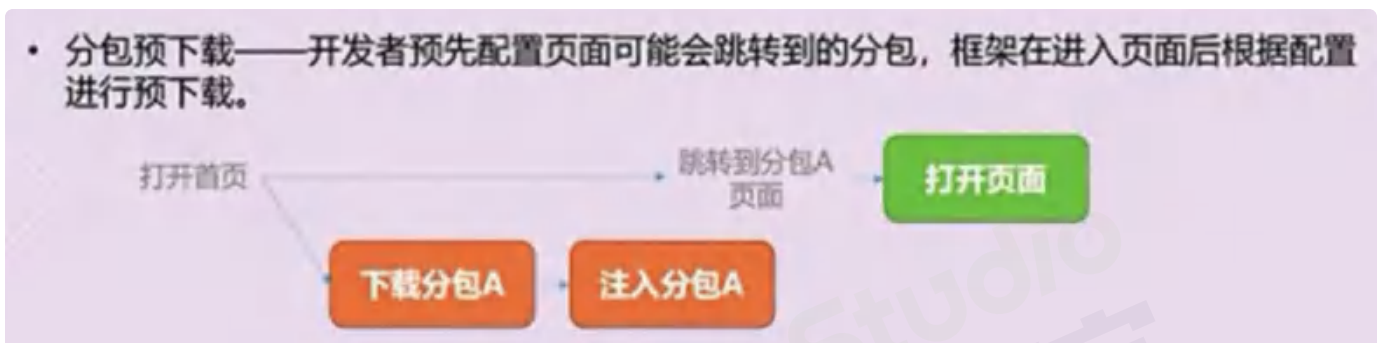 • 分包预下载——开发者预先配置页面可能会跳转到的分包，框架在进入页面后根据配置
进行预下载。
打开首页
跳转到分包A
页面
打开页面
下载分包A
注入分包A
Studio